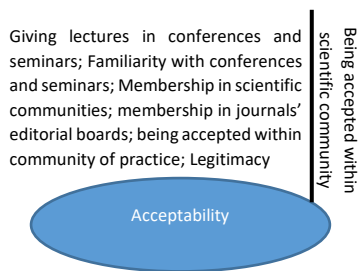 Giving lectures in conferences and
seminars; Familiarity with conferences
and seminars; Membership in scientific
communities; membership in journals'
editorial boards; being accepted within
community of practice; Legitimacy
Being accepted within
scientific community
Acceptability